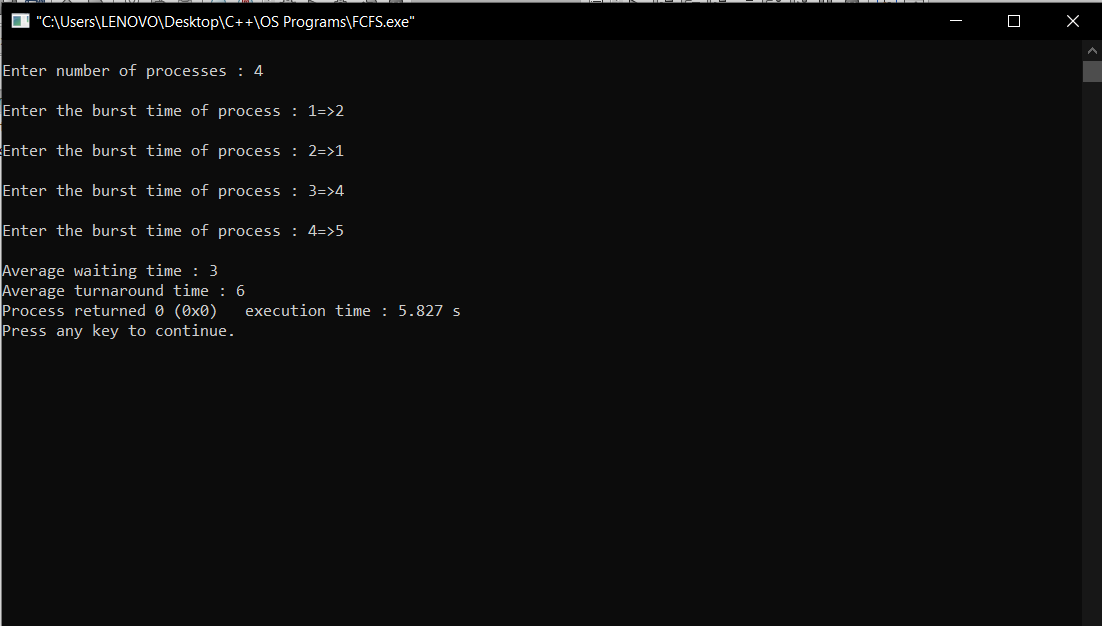 "C:\Users\LENOVO\Desktop\C++\OS Programs\FCFS.exe"
Enter number of processes : 4
Enter the burst time of process : 1=>2
Enter the burst time of process : 2=>1
Enter the burst time of process : 3=>4
Enter the burst time of process : 4=>5
Average waiting time : 3
Average turnaround time : 6
Process returned 0 (0x0)   execution time : 5.827 s
Press any key to continue.